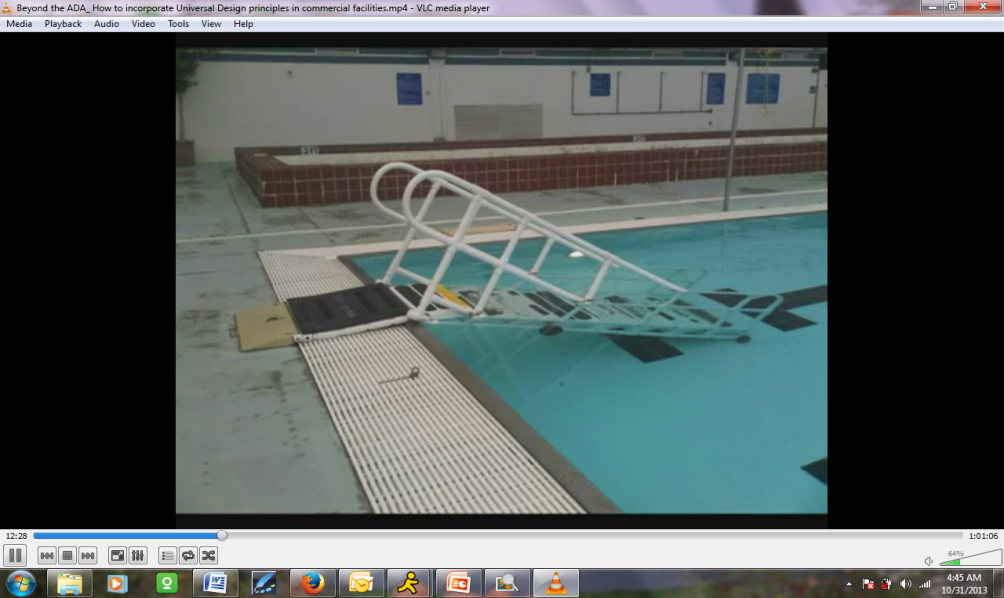 Beyond the ADA_ How to incorporate Universal Design principles in commercial facilities.mp4 - VLC media player
Media Playback Audio Video Tools View Help
12:28
1:01:06
64%
4:45 AM
10/31/2013